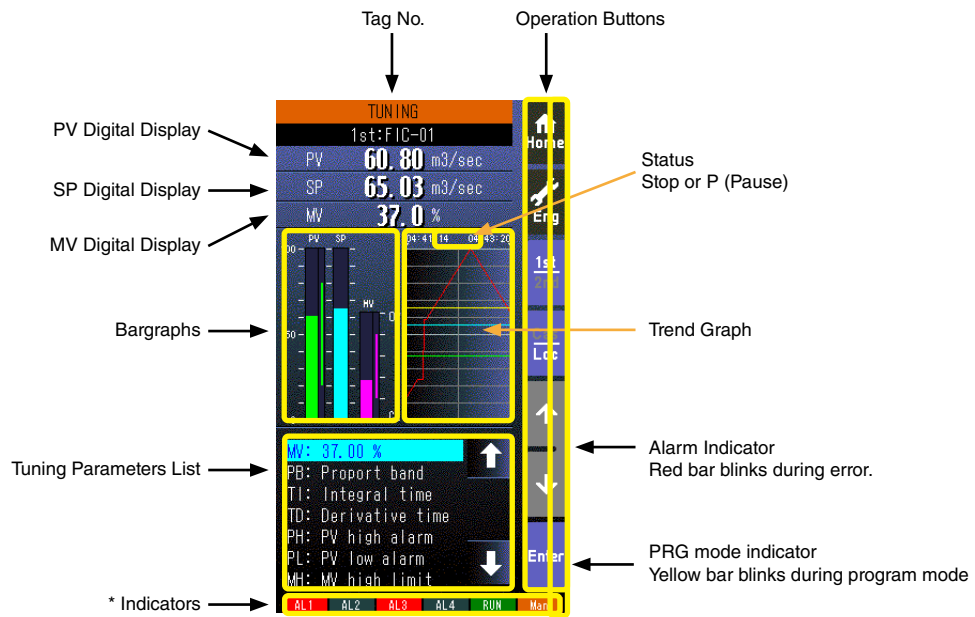 Tag No.
Operation Buttons
TUNING
1st:FIC-01
PV Digital Display
PV 60.80 m3/sec
SP Digital Display
SP 65.03 m3/sec
MV Digital Display
MV 37.0 %
Home
Eng
1st
2nd
Loc
Enter
Status
Stop or P (Pause)
PV SP
MV
04:41 14 04:43:20
Bargraphs
Trend Graph
Tuning Parameters List
MV: 37.00 %
PB: Proport band
TI: Integral time
TD: Derivative time
PH: PV high alarm
PL: PV low alarm
MH: MV high limit
Alarm Indicator
Red bar blinks during error.
PRG mode indicator
Yellow bar blinks during program mode
* Indicators
AL1 AL2 AL3 AL4 RUN Man